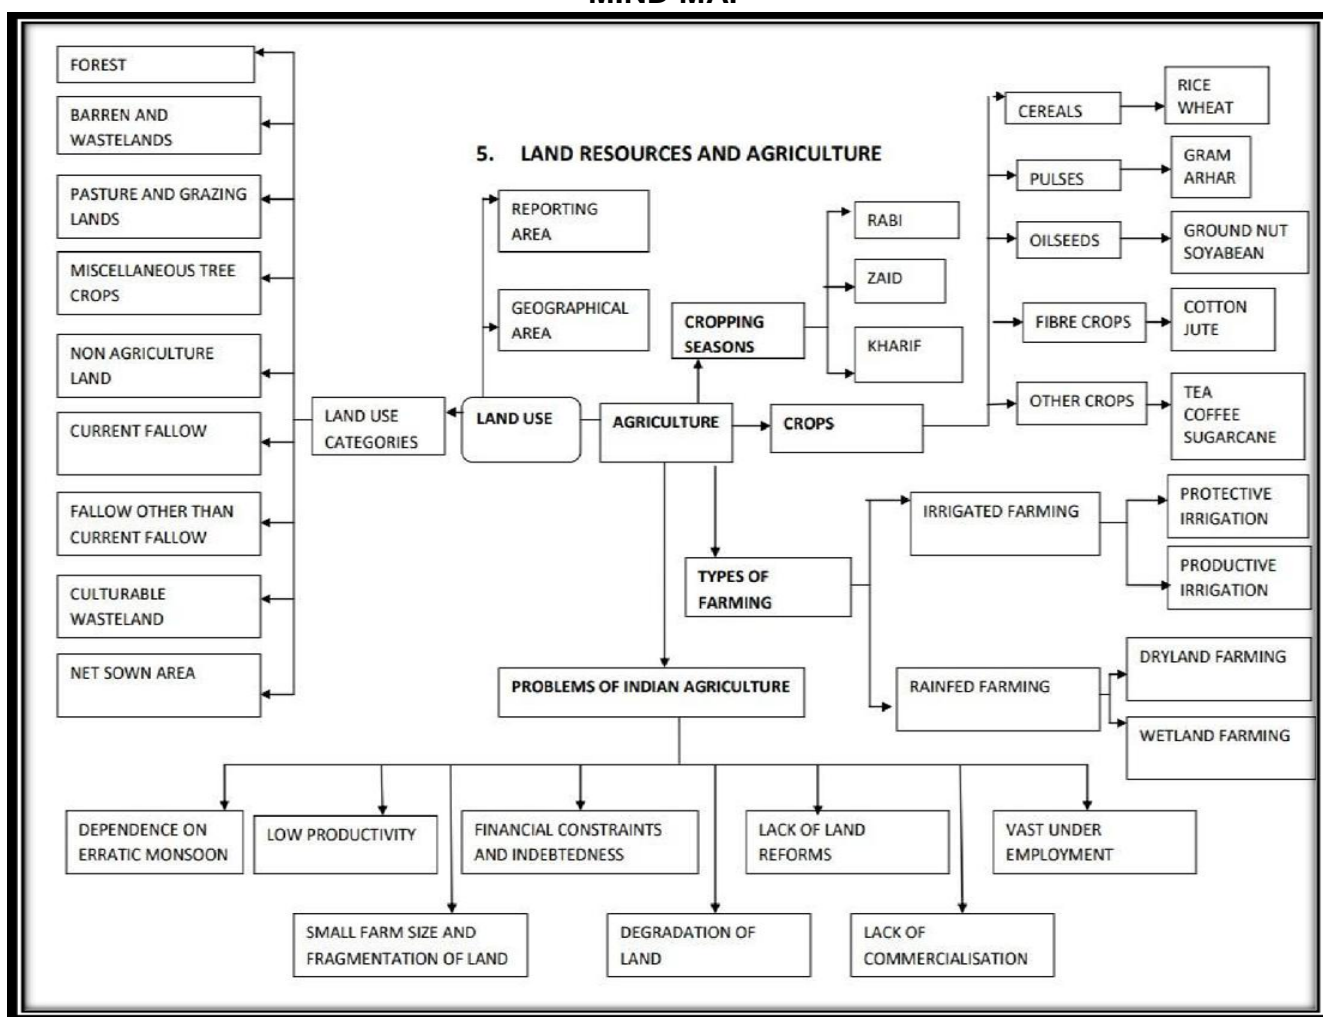 MIND MAP
5. LAND RESOURCES AND AGRICULTURE
FOREST
BARREN AND
WASTELANDS
PASTURE AND GRAZING
LANDS
MISCELLANEOUS TREE
CROPS
NON AGRICULTURE
LAND
CURRENT FALLOW
FALLOW OTHER THAN
CURRENT FALLOW
CULTURABLE
WASTELAND
NET SOWN AREA
LAND USE
CATEGORIES
LAND USE
REPORTING
AREA
GEOGRAPHICAL
AREA
AGRICULTURE
CROPPING
SEASONS
RABI
ZAID
KHARIF
CROPS
CEREALS
RICE
WHEAT
PULSES
GRAM
ARHAR
OILSEEDS
GROUND NUT
SOYABEAN
FIBRE CROPS
COTTON
JUTE
OTHER CROPS
TEA
COFFEE
SUGARCANE
TYPES OF
FARMING
IRRIGATED FARMING
PROTECTIVE
IRRIGATION
PRODUCTIVE
IRRIGATION
RAINFED FARMING
DRYLAND FARMING
WETLAND FARMING
PROBLEMS OF INDIAN AGRICULTURE
DEPENDENCE ON
ERRATIC MONSOON
LOW PRODUCTIVITY
FINANCIAL CONSTRAINTS
AND INDEBTEDNESS
LACK OF LAND
REFORMS
VAST UNDER
EMPLOYMENT
SMALL FARM SIZE AND
FRAGMENTATION OF LAND
DEGRADATION OF
LAND
LACK OF
COMMERCIALISATION